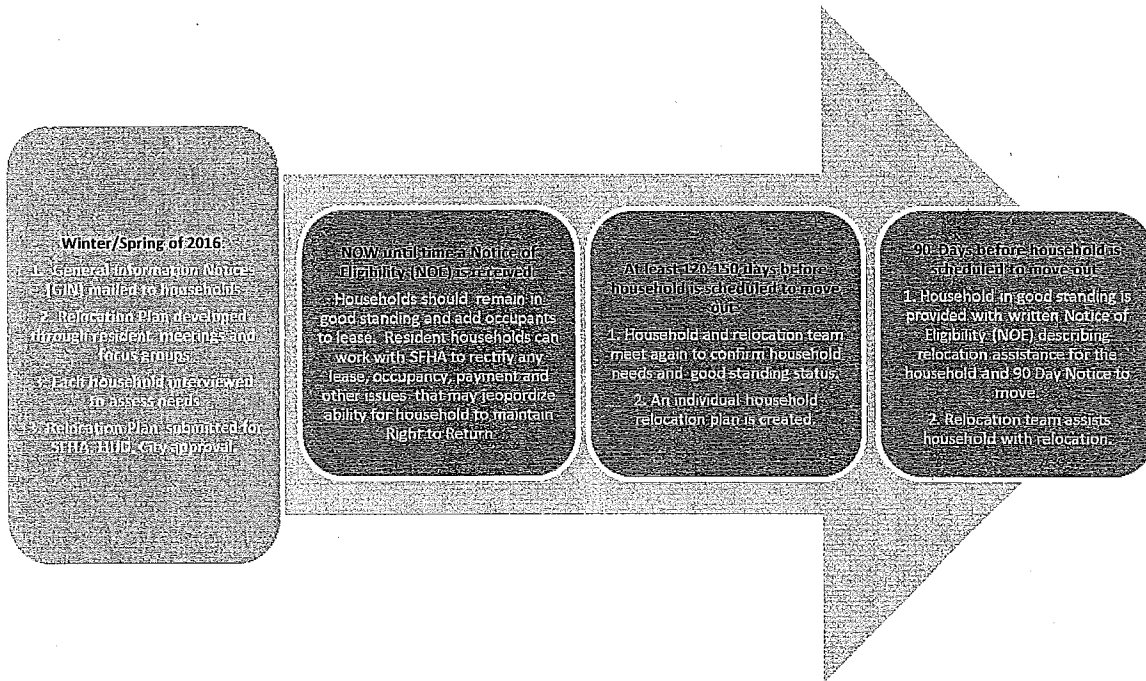 Winter/Spring of 2016:
1. General Information Notices
(GIN) mailed to households
2. Relocation Plan developed
through resident meetings and
focus groups
3. Each household interviewed
to assess needs
3. Relocation Plan submitted for
SFHA, HUD, City approval.
NOW until time a Notice of
Eligibility (NOE) is received
Households should remain in
good standing and add occupants
to lease. Resident households can
work with SFHA to rectify any
lease, occupancy, payment and
other issues that may jeopardize
ability for household to maintain
Right to Return
At least 120-150 days before
household is scheduled to move
out
1. Household and relocation team
meet again to confirm household
needs and good standing status.
2. An individual household
relocation plan is created.
90 Days before household is
scheduled to move out
1. Household in good standing is
provided with written Notice of
Eligibility (NOE) describing
relocation assistance for the
household and 90 Day Notice to
move.
2. Relocation team assists
household with relocation.